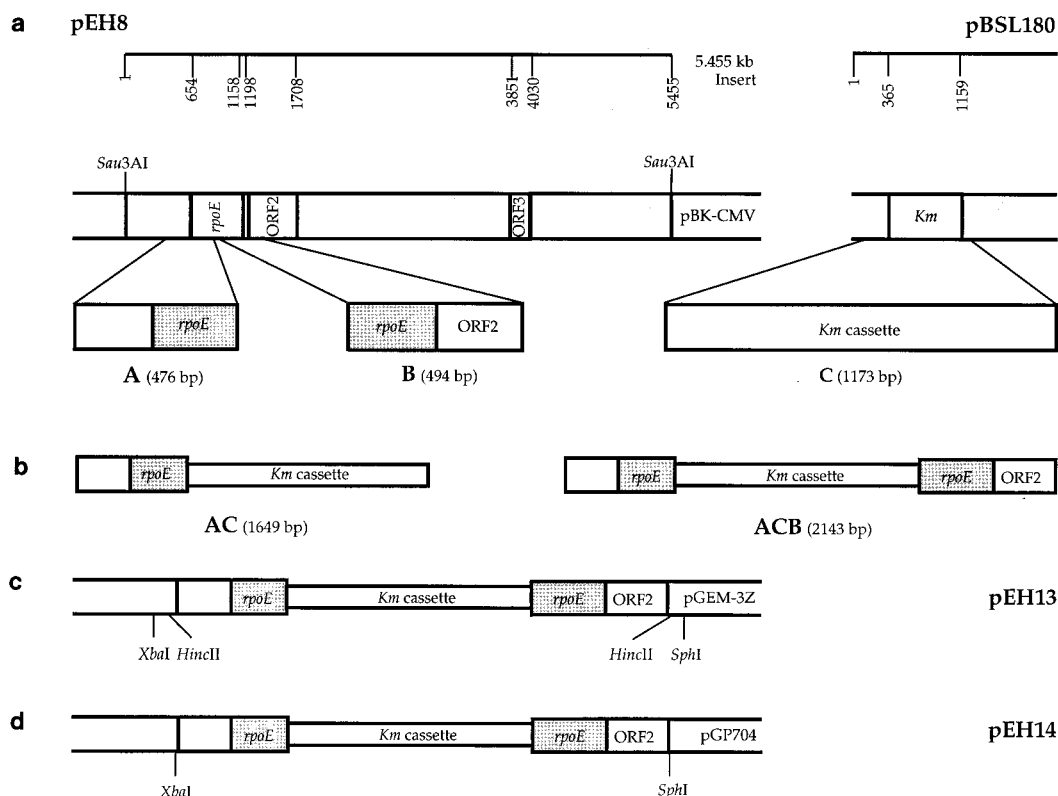 a pEH8 pBSL180
5.455 kb
Insert
1 654 1158 1198 1708 3851 4030 5455 1 365 1159
Sau3AI Sau3AI
rpoE ORF2 ORF3 pBK-CMV Km
rpoE rpoE ORF2 Km cassette
A (476 bp) B (494 bp) C (1173 bp)
b rpoE Km cassette rpoE Km cassette rpoE ORF2
AC (1649 bp) ACB (2143 bp)
c rpoE Km cassette rpoE ORF2 pGEM-3Z pEH13
XbaI HincII HincII SphI
d rpoE Km cassette rpoE ORF2 pGP704 pEH14
XbaI SphI